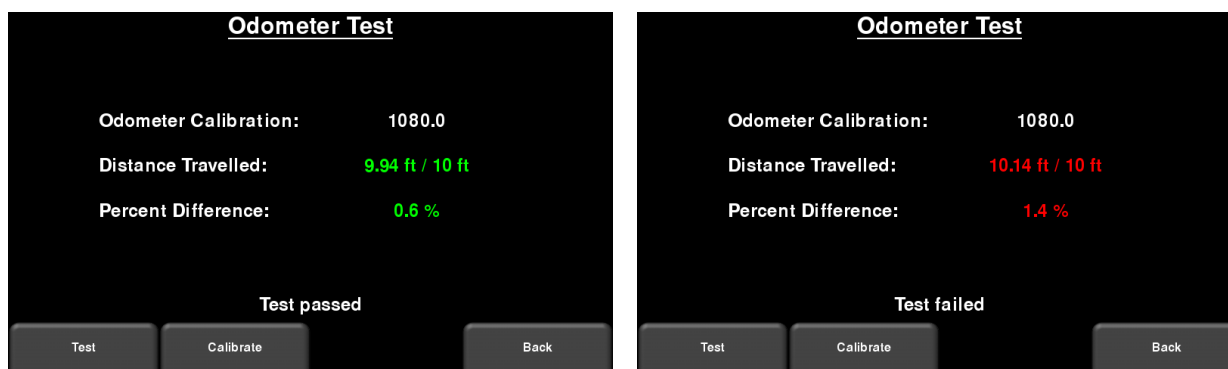 Odometer Test
Odometer Calibration: 1080.0
Distance Travelled: 9.94 ft / 10 ft
Percent Difference: 0.6 %
Test passed
Test Calibrate Back
Odometer Test
Odometer Calibration: 1080.0
Distance Travelled: 10.14 ft / 10 ft
Percent Difference: 1.4 %
Test failed
Test Calibrate Back